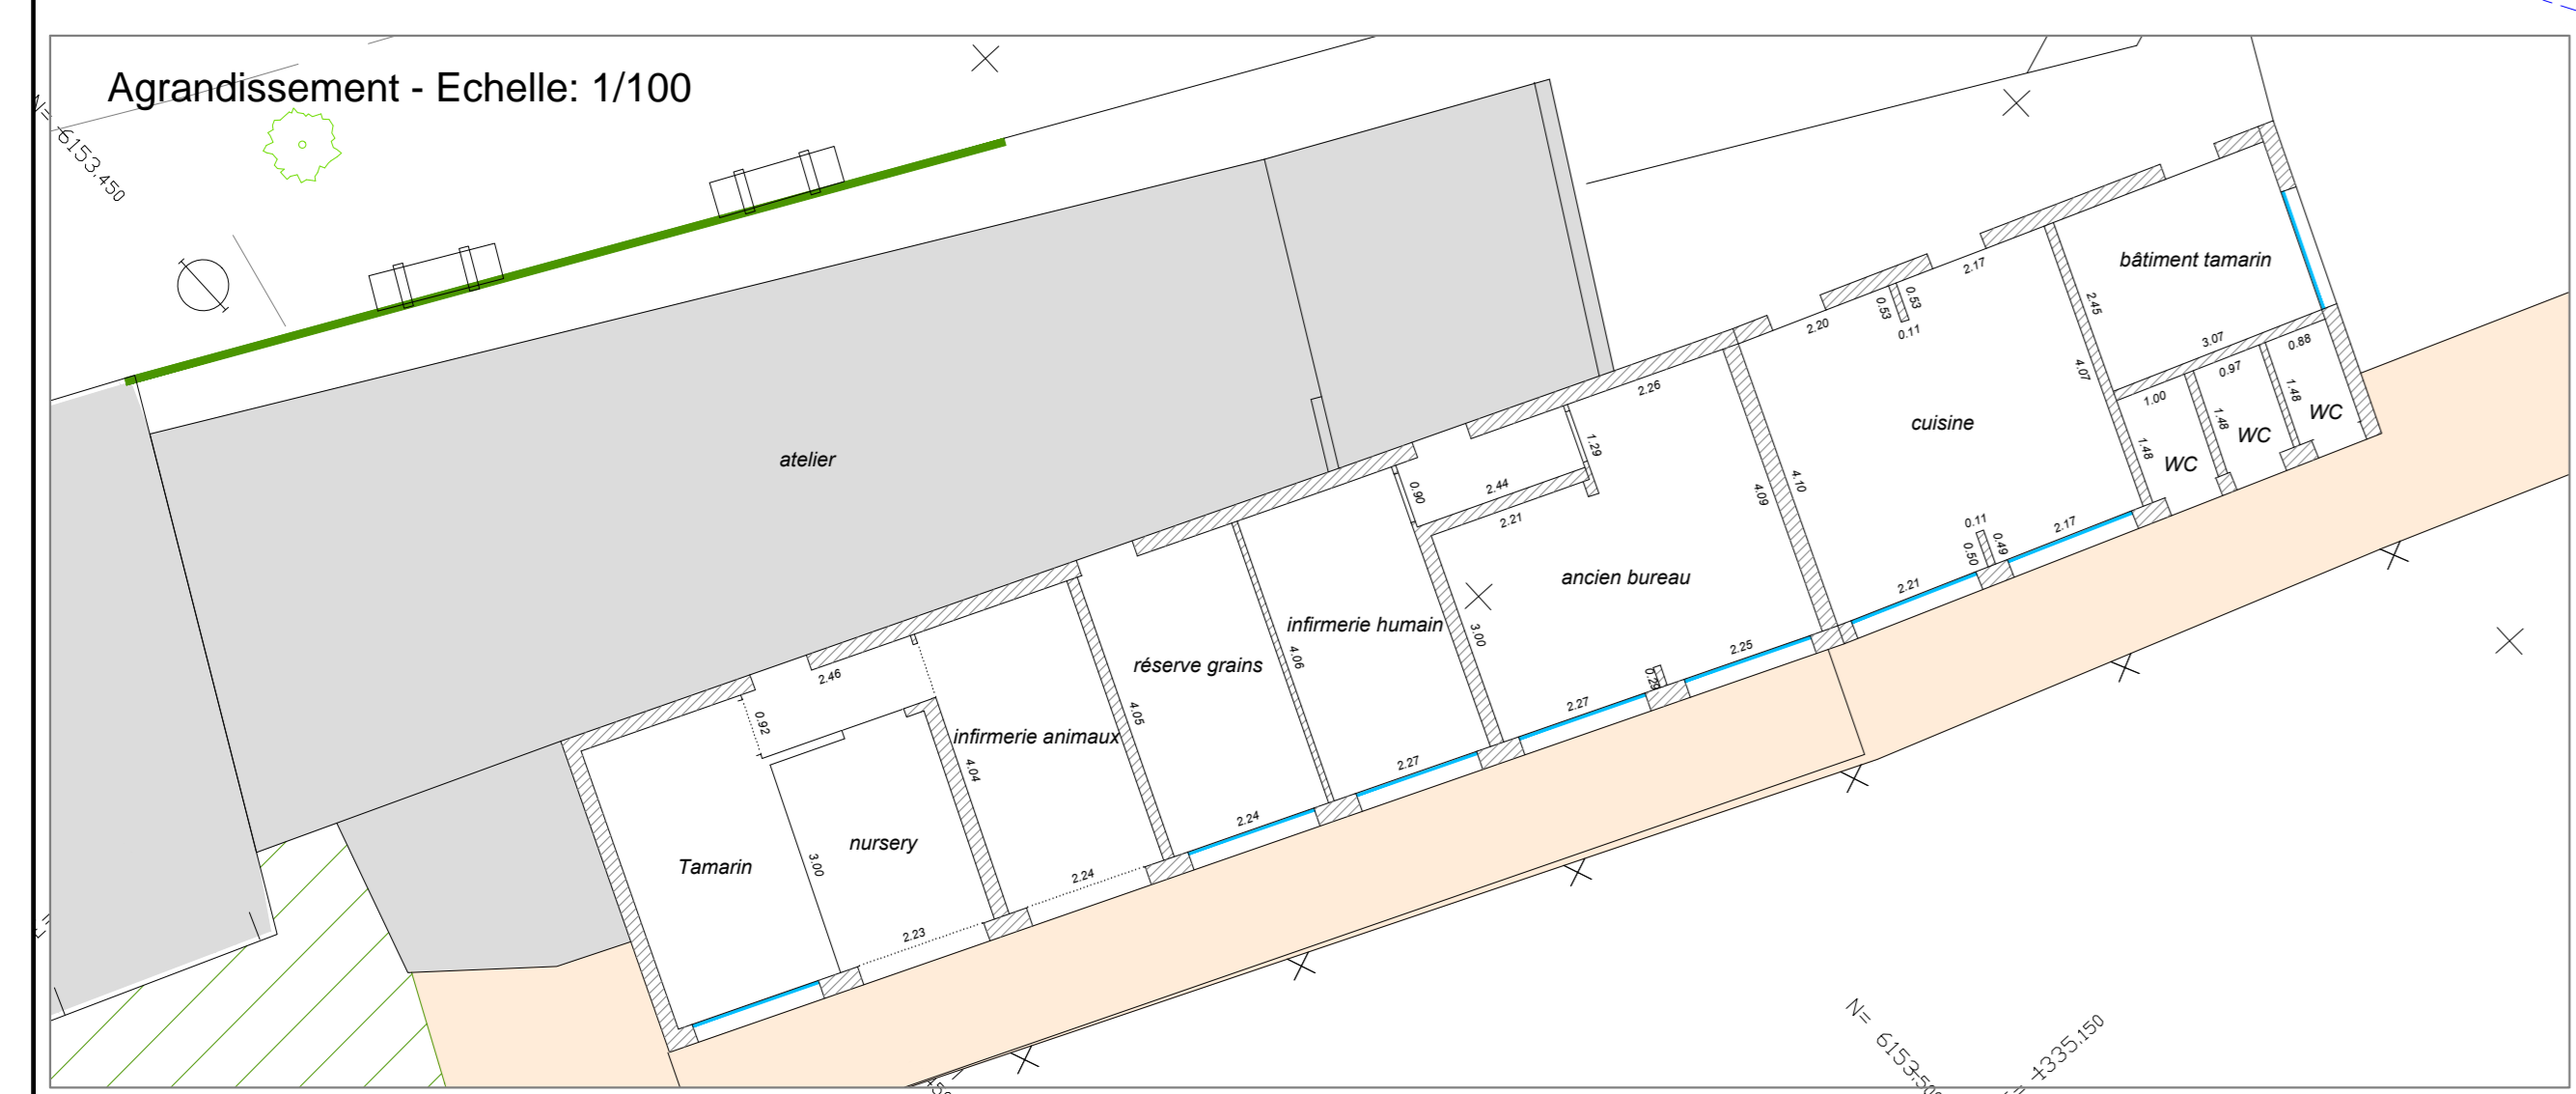 Agrandissement - Echelle: 1/100
N= 6153.450
atelier
bâtiment tamarin
2.17
0.53
0.53
0.11
2.20
2.45
3.07
0.88
0.97
1.00
4.07
1.48
1.48
1.48
WC
WC
WC
cuisine
2.26
1.29
2.44
2.21
0.90
4.10
4.09
0.11
0.49
0.50
2.17
2.21
ancien bureau
infirmerie humain
3.00
2.25
0.29
2.27
réserve grains
4.06
2.27
2.24
2.46
0.92
infirmerie animaux
4.05
4.04
2.24
nursery
3.00
2.23
Tamarin
N= 6153.500
1335.150